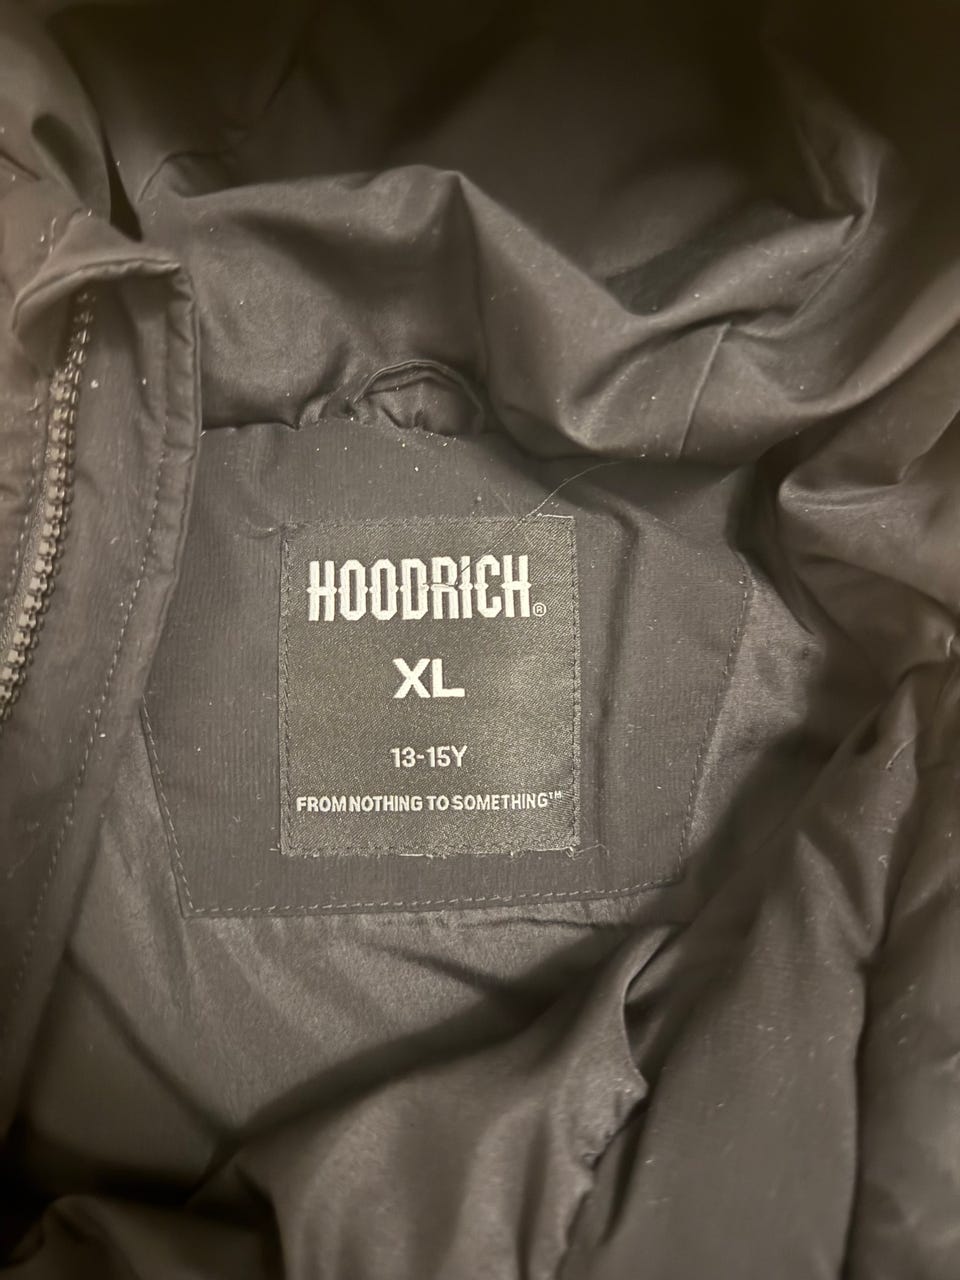 HOODRICH®
XL
13-15Y
FROM NOTHING TO SOMETHING™